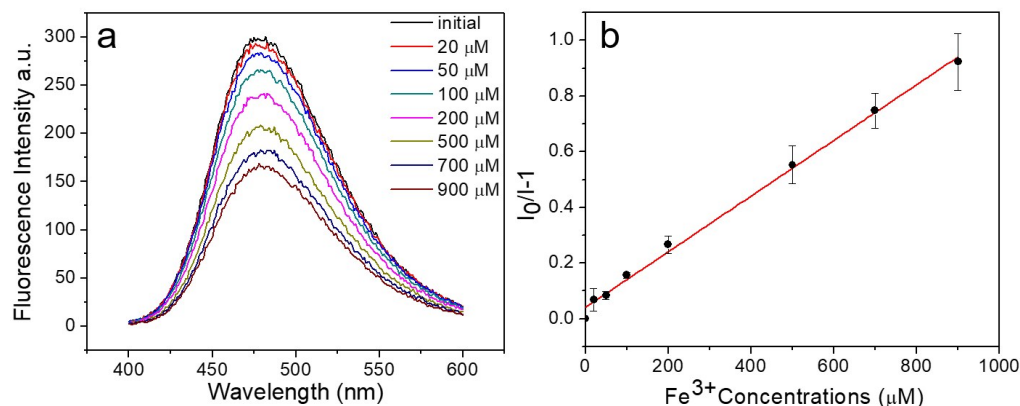 a
initial
20 μM
50 μM
100 μM
200 μM
500 μM
700 μM
900 μM
Fluorescence Intensity a.u.
300
250
200
150
100
50
0
400 450 500 550 600
Wavelength (nm)
b
I0/I-1
1.0
0.8
0.6
0.4
0.2
0.0
0 200 400 600 800 1000
Fe3+Concentrations (μM)